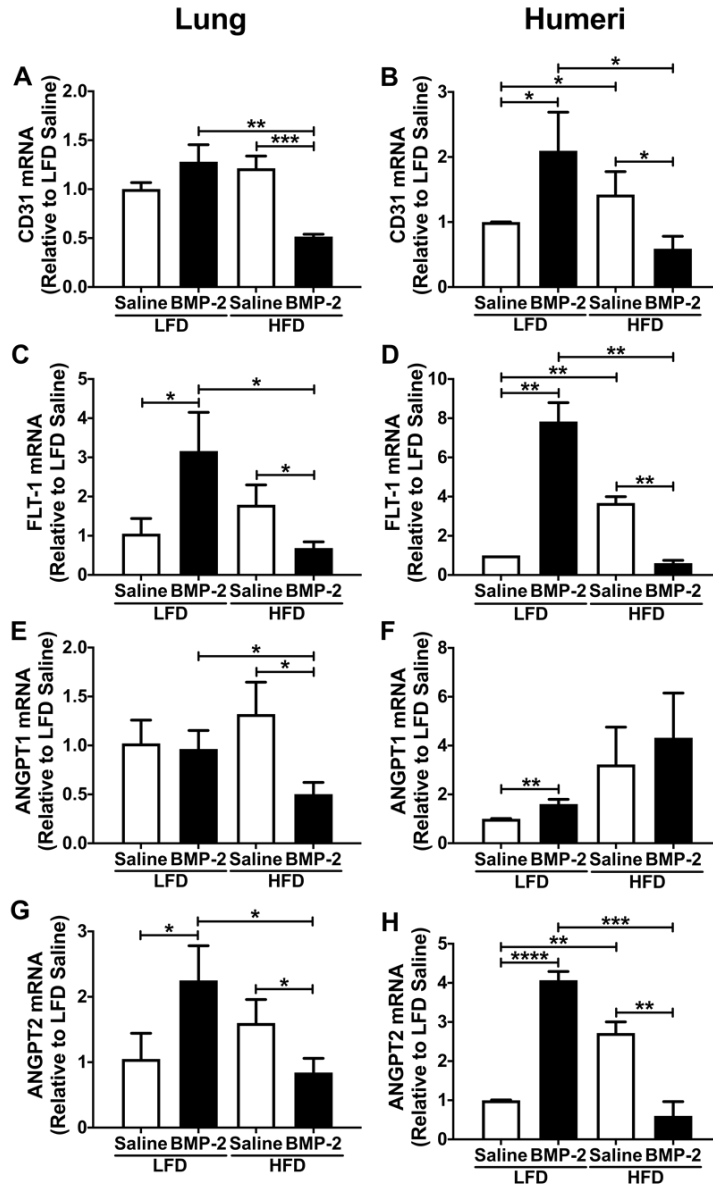 Lung
Humeri
A
CD31 mRNA
(Relative to LFD Saline)
2.0
1.5
1.0
0.5
0.0
**
***
Saline BMP-2 Saline BMP-2
LFD HFD
B
CD31 mRNA
(Relative to LFD Saline)
3
2
1
0
*
*
*
*
Saline BMP-2 Saline BMP-2
LFD HFD
C
FLT-1 mRNA
(Relative to LFD Saline)
5
4
3
2
1
0
*
*
*
Saline BMP-2 Saline BMP-2
LFD HFD
D
FLT-1 mRNA
(Relative to LFD Saline)
10
8
6
4
2
0
**
**
**
**
Saline BMP-2 Saline BMP-2
LFD HFD
E
ANGPT1 mRNA
(Relative to LFD Saline)
2.0
1.5
1.0
0.5
0.0
*
*
Saline BMP-2 Saline BMP-2
LFD HFD
F
ANGPT1 mRNA
(Relative to LFD Saline)
8
6
4
2
0
**
Saline BMP-2 Saline BMP-2
LFD HFD
G
ANGPT2 mRNA
(Relative to LFD Saline)
3
2
1
0
*
*
*
Saline BMP-2 Saline BMP-2
LFD HFD
H
ANGPT2 mRNA
(Relative to LFD Saline)
5
4
3
2
1
0
***
**
****
**
Saline BMP-2 Saline BMP-2
LFD HFD